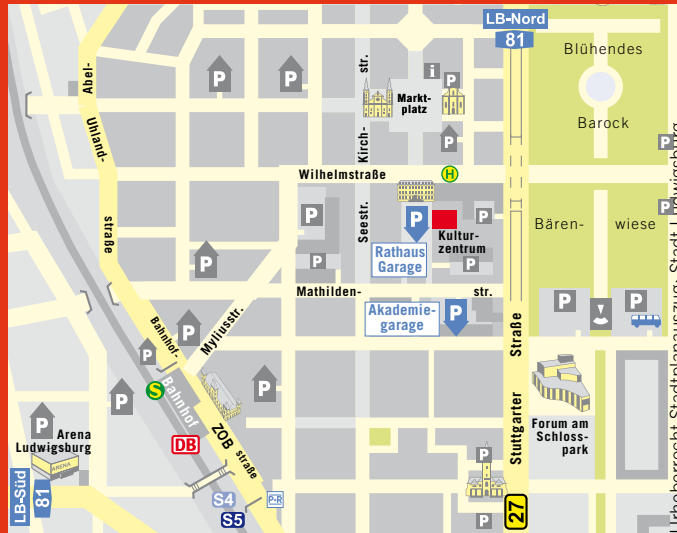 LB-Nord
81
Blühendes
Barock
Abel-
Uhland-
straße
P
P
Kirch-
str.
i
P
Markt-
platz
P
P
Wilhelmstraße
H
P
Seestr.
P
P
Kultur-
zentrum
Rathaus
Garage
P
P
P
Bären-
wiese
P
Mathilden-
str.
Akademie-
garage
P
P
P
Stuttgarter
Straße
Myliusstr.
Bahnhof-
straße
P
P
S
Bahnhof
P
P
P
Arena
Ludwigsburg
ARENA
DB
ZOB
Forum am
Schloss-
park
LB-Süd
81
S4
S5
P+R
P
P
27
Urheberrecht Stadtplanauszug: Stadt Ludwigsburg